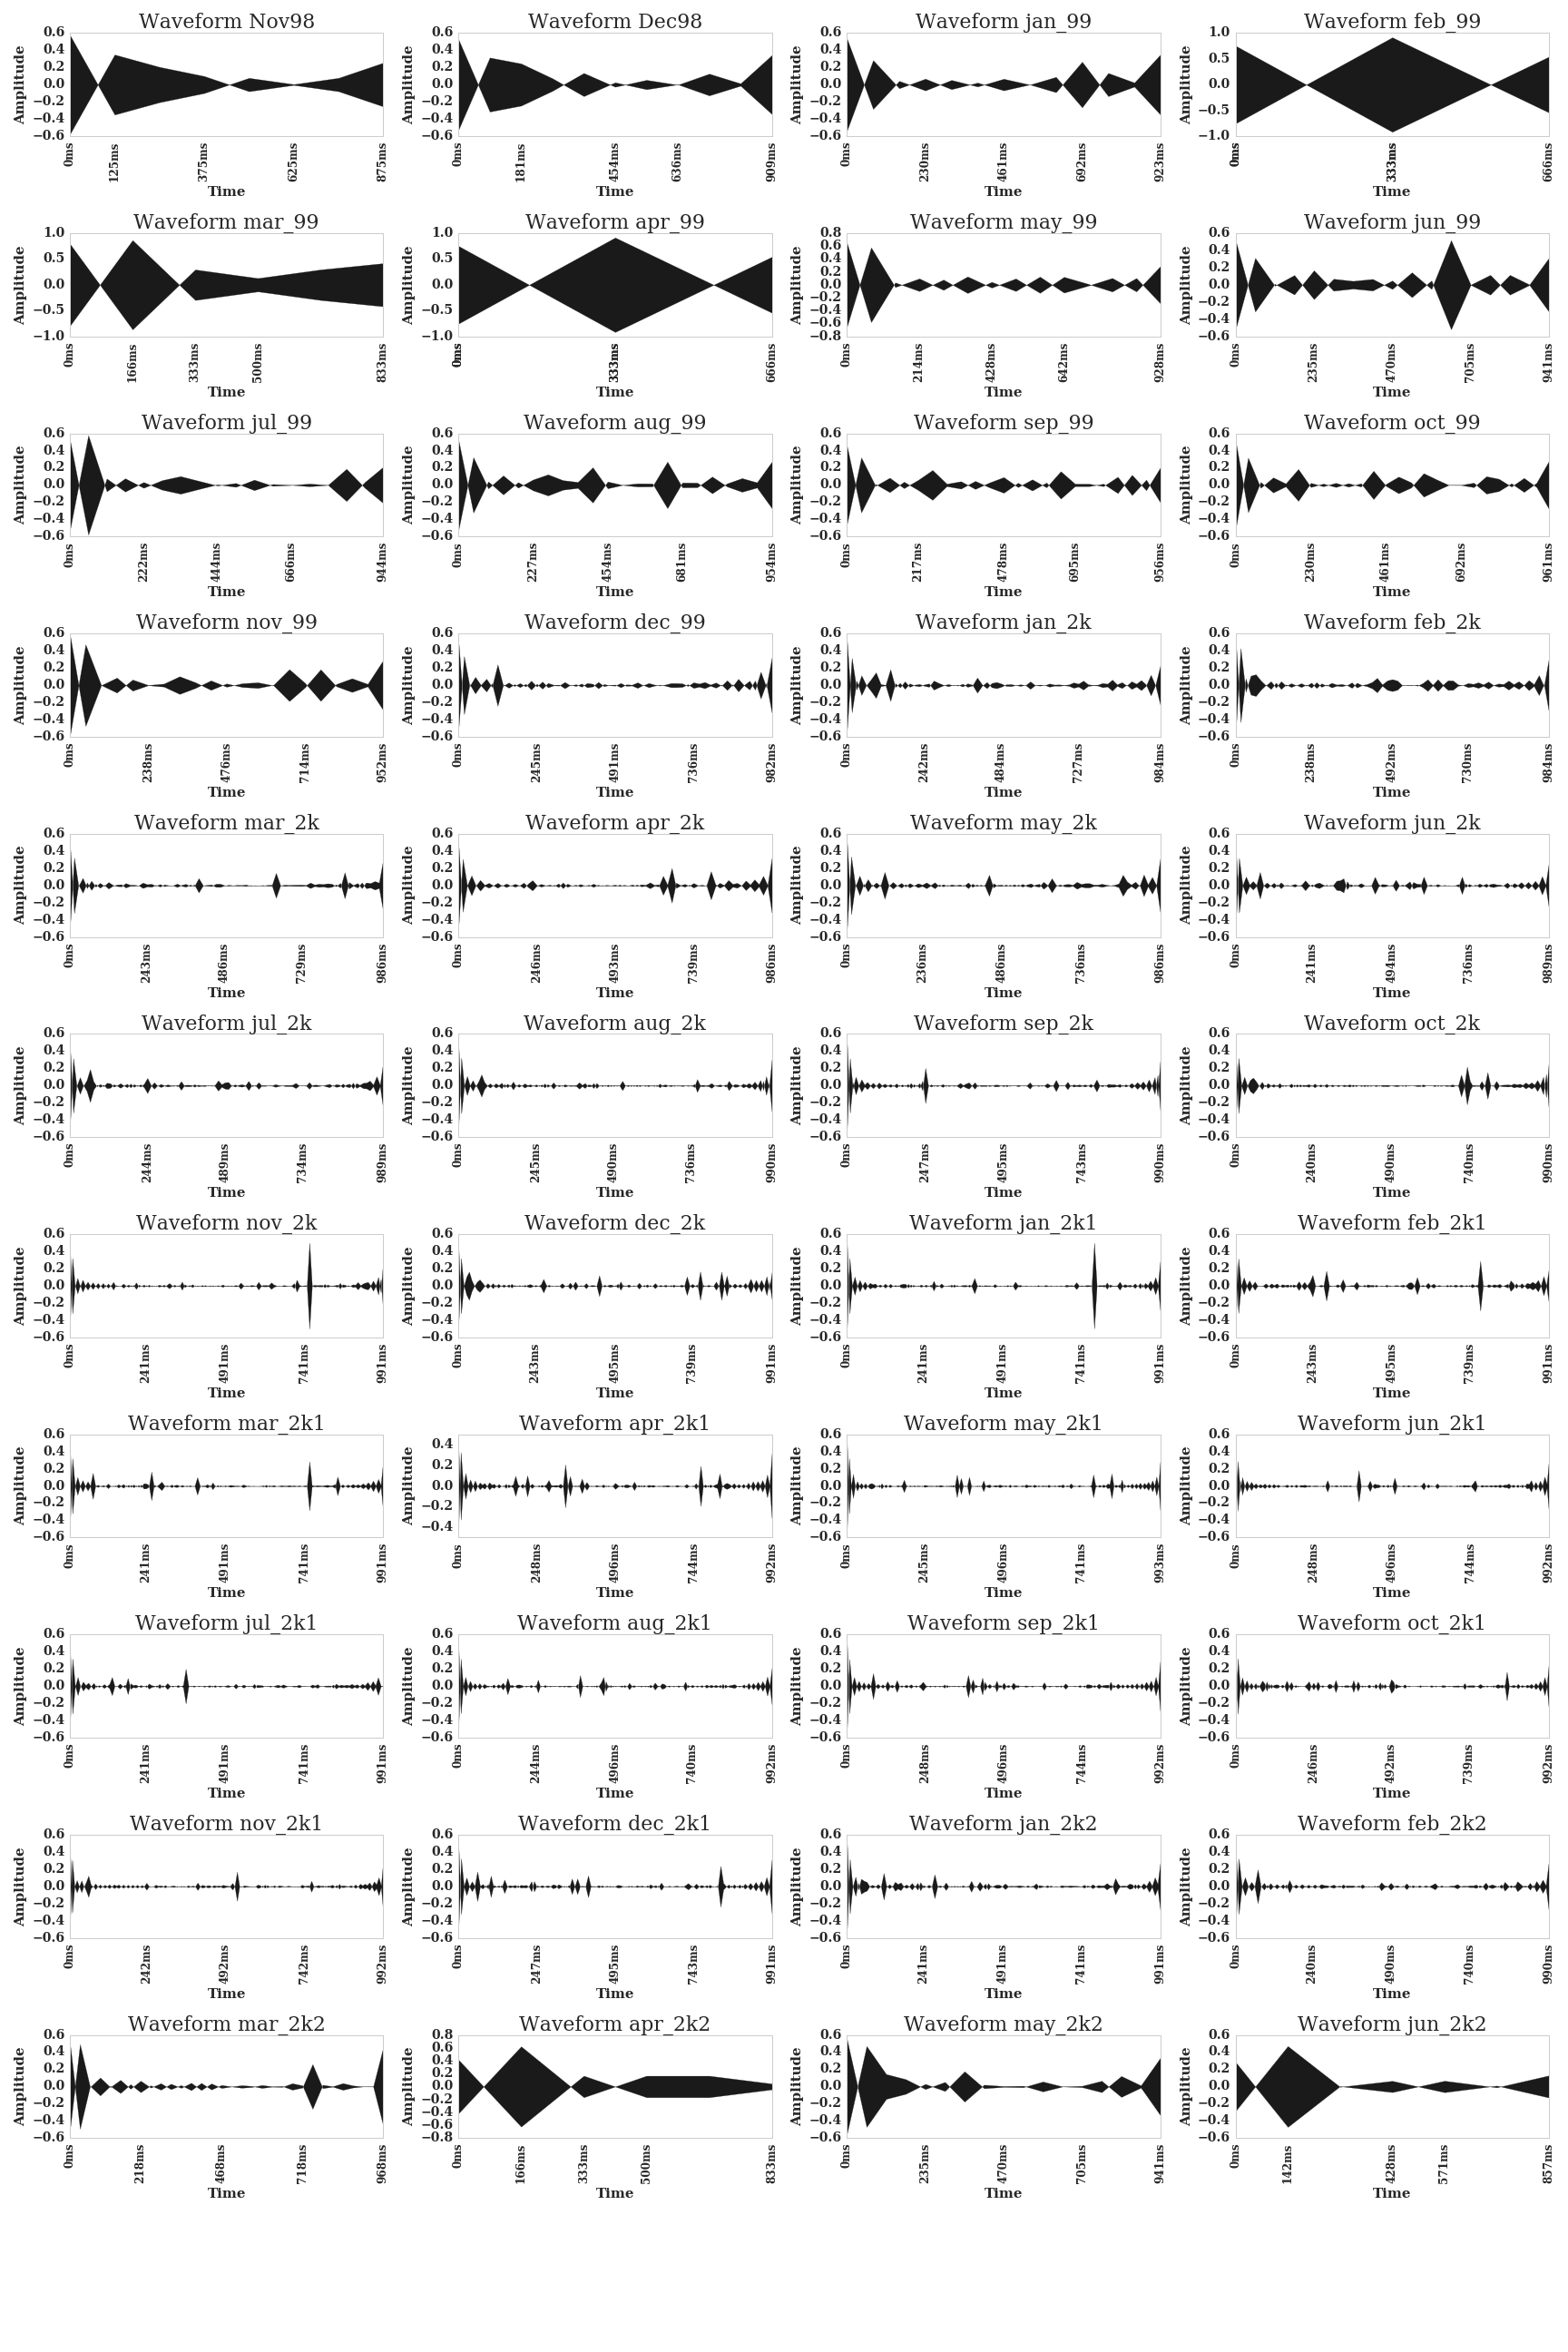 Waveform Nov98
Amplitude
0.6 0.4 0.2 0.0 −0.2 −0.4 −0.6
0ms 125ms 375ms 625ms 875ms
Time
Waveform Dec98
Amplitude
0.6 0.4 0.2 0.0 −0.2 −0.4 −0.6
0ms 181ms 454ms 636ms 909ms
Time
Waveform jan_99
Amplitude
0.6 0.4 0.2 0.0 −0.2 −0.4 −0.6
0ms 230ms 461ms 692ms 923ms
Time
Waveform feb_99
Amplitude
1.0 0.5 0.0 −0.5 −1.0
0ms 333ms 666ms
Time
Waveform mar_99
Amplitude
1.0 0.5 0.0 −0.5 −1.0
0ms 166ms 333ms 500ms 833ms
Time
Waveform apr_99
Amplitude
1.0 0.5 0.0 −0.5 −1.0
0ms 333ms 666ms
Time
Waveform may_99
Amplitude
0.8 0.6 0.4 0.2 0.0 −0.2 −0.4 −0.6 −0.8
0ms 214ms 428ms 642ms 928ms
Time
Waveform jun_99
Amplitude
0.6 0.4 0.2 0.0 −0.2 −0.4 −0.6
0ms 235ms 470ms 705ms 941ms
Time
Waveform jul_99
Amplitude
0.6 0.4 0.2 0.0 −0.2 −0.4 −0.6
0ms 222ms 444ms 666ms 944ms
Time
Waveform aug_99
Amplitude
0.6 0.4 0.2 0.0 −0.2 −0.4 −0.6
0ms 227ms 454ms 681ms 954ms
Time
Waveform sep_99
Amplitude
0.6 0.4 0.2 0.0 −0.2 −0.4 −0.6
0ms 217ms 478ms 695ms 956ms
Time
Waveform oct_99
Amplitude
0.6 0.4 0.2 0.0 −0.2 −0.4 −0.6
0ms 230ms 461ms 692ms 961ms
Time
Waveform nov_99
Amplitude
0.6 0.4 0.2 0.0 −0.2 −0.4 −0.6
0ms 238ms 476ms 714ms 952ms
Time
Waveform dec_99
Amplitude
0.6 0.4 0.2 0.0 −0.2 −0.4 −0.6
0ms 245ms 491ms 736ms 982ms
Time
Waveform jan_2k
Amplitude
0.6 0.4 0.2 0.0 −0.2 −0.4 −0.6
0ms 242ms 484ms 727ms 984ms
Time
Waveform feb_2k
Amplitude
0.6 0.4 0.2 0.0 −0.2 −0.4 −0.6
0ms 238ms 492ms 730ms 984ms
Time
Waveform mar_2k
Amplitude
0.6 0.4 0.2 0.0 −0.2 −0.4 −0.6
0ms 243ms 486ms 729ms 986ms
Time
Waveform apr_2k
Amplitude
0.6 0.4 0.2 0.0 −0.2 −0.4 −0.6
0ms 246ms 493ms 739ms 986ms
Time
Waveform may_2k
Amplitude
0.6 0.4 0.2 0.0 −0.2 −0.4 −0.6
0ms 236ms 486ms 736ms 986ms
Time
Waveform jun_2k
Amplitude
0.6 0.4 0.2 0.0 −0.2 −0.4 −0.6
0ms 241ms 494ms 736ms 989ms
Time
Waveform jul_2k
Amplitude
0.6 0.4 0.2 0.0 −0.2 −0.4 −0.6
0ms 244ms 489ms 734ms 989ms
Time
Waveform aug_2k
Amplitude
0.6 0.4 0.2 0.0 −0.2 −0.4 −0.6
0ms 245ms 490ms 736ms 990ms
Time
Waveform sep_2k
Amplitude
0.6 0.4 0.2 0.0 −0.2 −0.4 −0.6
0ms 247ms 495ms 743ms 990ms
Time
Waveform oct_2k
Amplitude
0.6 0.4 0.2 0.0 −0.2 −0.4 −0.6
0ms 240ms 490ms 740ms 990ms
Time
Waveform nov_2k
Amplitude
0.6 0.4 0.2 0.0 −0.2 −0.4 −0.6
0ms 241ms 491ms 741ms 991ms
Time
Waveform dec_2k
Amplitude
0.6 0.4 0.2 0.0 −0.2 −0.4 −0.6
0ms 243ms 495ms 739ms 991ms
Time
Waveform jan_2k1
Amplitude
0.6 0.4 0.2 0.0 −0.2 −0.4 −0.6
0ms 241ms 491ms 741ms 991ms
Time
Waveform feb_2k1
Amplitude
0.6 0.4 0.2 0.0 −0.2 −0.4 −0.6
0ms 243ms 495ms 739ms 991ms
Time
Waveform mar_2k1
Amplitude
0.6 0.4 0.2 0.0 −0.2 −0.4 −0.6
0ms 241ms 491ms 741ms 991ms
Time
Waveform apr_2k1
Amplitude
0.4 0.2 0.0 −0.2 −0.4
0ms 248ms 496ms 744ms 992ms
Time
Waveform may_2k1
Amplitude
0.6 0.4 0.2 0.0 −0.2 −0.4 −0.6
0ms 245ms 496ms 741ms 993ms
Time
Waveform jun_2k1
Amplitude
0.6 0.4 0.2 0.0 −0.2 −0.4 −0.6
0ms 248ms 496ms 744ms 992ms
Time
Waveform jul_2k1
Amplitude
0.6 0.4 0.2 0.0 −0.2 −0.4 −0.6
0ms 241ms 491ms 741ms 991ms
Time
Waveform aug_2k1
Amplitude
0.6 0.4 0.2 0.0 −0.2 −0.4 −0.6
0ms 244ms 496ms 740ms 992ms
Time
Waveform sep_2k1
Amplitude
0.6 0.4 0.2 0.0 −0.2 −0.4 −0.6
0ms 248ms 496ms 744ms 992ms
Time
Waveform oct_2k1
Amplitude
0.6 0.4 0.2 0.0 −0.2 −0.4 −0.6
0ms 246ms 492ms 739ms 992ms
Time
Waveform nov_2k1
Amplitude
0.6 0.4 0.2 0.0 −0.2 −0.4 −0.6
0ms 242ms 492ms 742ms 992ms
Time
Waveform dec_2k1
Amplitude
0.6 0.4 0.2 0.0 −0.2 −0.4 −0.6
0ms 247ms 495ms 743ms 991ms
Time
Waveform jan_2k2
Amplitude
0.6 0.4 0.2 0.0 −0.2 −0.4 −0.6
0ms 241ms 491ms 741ms 991ms
Time
Waveform feb_2k2
Amplitude
0.6 0.4 0.2 0.0 −0.2 −0.4 −0.6
0ms 240ms 490ms 740ms 990ms
Time
Waveform mar_2k2
Amplitude
0.6 0.4 0.2 0.0 −0.2 −0.4 −0.6
0ms 218ms 468ms 718ms 968ms
Time
Waveform apr_2k2
Amplitude
0.8 0.6 0.4 0.2 0.0 −0.2 −0.4 −0.6 −0.8
0ms 166ms 333ms 500ms 833ms
Time
Waveform may_2k2
Amplitude
0.6 0.4 0.2 0.0 −0.2 −0.4 −0.6
0ms 235ms 470ms 705ms 941ms
Time
Waveform jun_2k2
Amplitude
0.6 0.4 0.2 0.0 −0.2 −0.4 −0.6
0ms 142ms 428ms 571ms 857ms
Time